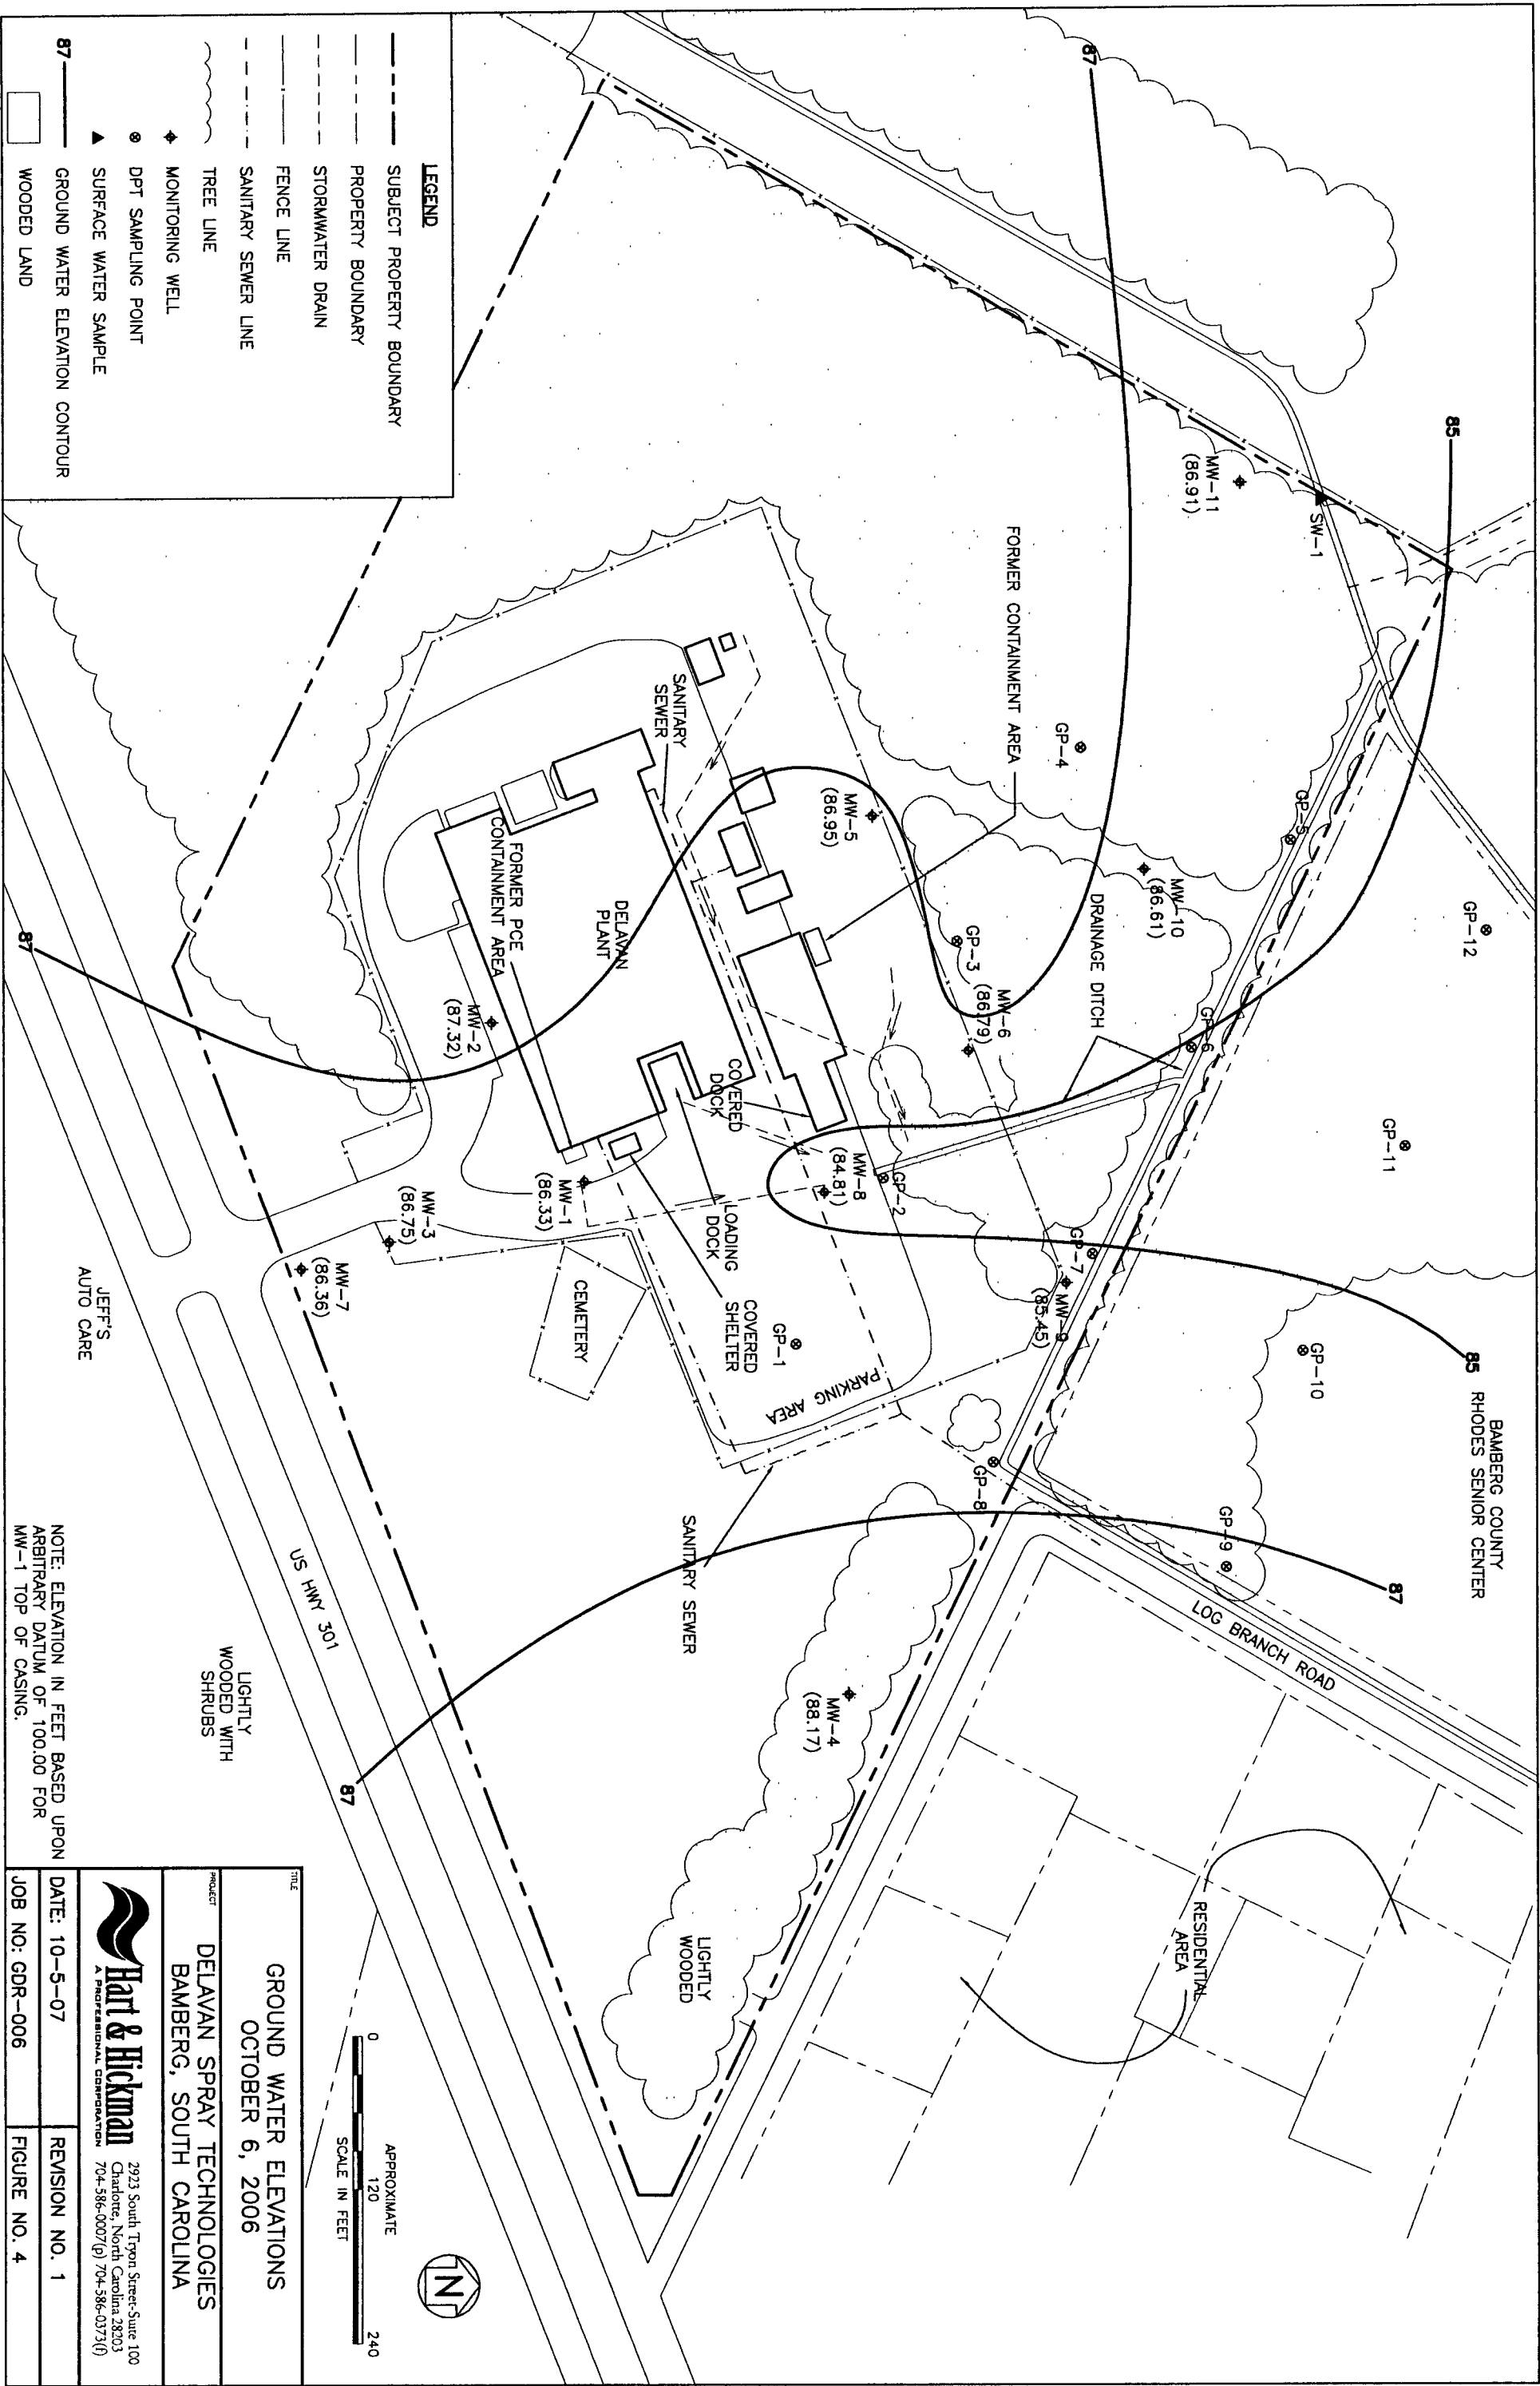 87
85
MW-11
(86.91)
SW-1
FORMER CONTAINMENT AREA
GP-4
GP-5
GP-12
MW-5
(86.95)
MW-10
(86.61)
GP-3
DRAINAGE DITCH
MW-6
(86.79)
GP-6
GP-11
SANITARY
SEWER
DELAVAN
PLANT
FORMER PCE
CONTAINMENT AREA
MW-2
(87.32)
87
COVERED
DOCK
MW-8
(84.81)
GP-2
GP-7
MW-9
(85.45)
MW-1
(86.33)
LOADING
DOCK
MW-3
(86.75)
MW-7
(86.36)
CEMETERY
COVERED
SHELTER
GP-1
PARKING AREA
GP-10
85
BAMBERG COUNTY
RHODES SENIOR CENTER
GP-8
GP-9
87
LOG BRANCH ROAD
SANITARY SEWER
JEFF'S
AUTO CARE
US HWY 301
LIGHTLY
WOODED WITH
SHRUBS
87
MW-4
(88.17)
LIGHTLY
WOODED
RESIDENTIAL
AREA
LEGEND
SUBJECT PROPERTY BOUNDARY
PROPERTY BOUNDARY
STORMWATER DRAIN
FENCE LINE
SANITARY SEWER LINE
TREE LINE
MONITORING WELL
DPT SAMPLING POINT
SURFACE WATER SAMPLE
87 GROUND WATER ELEVATION CONTOUR
WOODED LAND
NOTE: ELEVATION IN FEET BASED UPON
ARBITRARY DATUM OF 100.00 FOR
MW-1 TOP OF CASING.
N
APPROXIMATE
0 120 240
SCALE IN FEET
TITLE
GROUND WATER ELEVATIONS
OCTOBER 6, 2006
PROJECT
DELAVAN SPRAY TECHNOLOGIES
BAMBERG, SOUTH CAROLINA
Hart & Hickman
A PROFESSIONAL CORPORATION
2923 South Tryon Street-Suite 100
Charlotte, North Carolina 28203
704-586-0007(p) 704-586-0373(f)
DATE: 10-5-07
REVISION NO. 1
JOB NO: GDR-006
FIGURE NO. 4